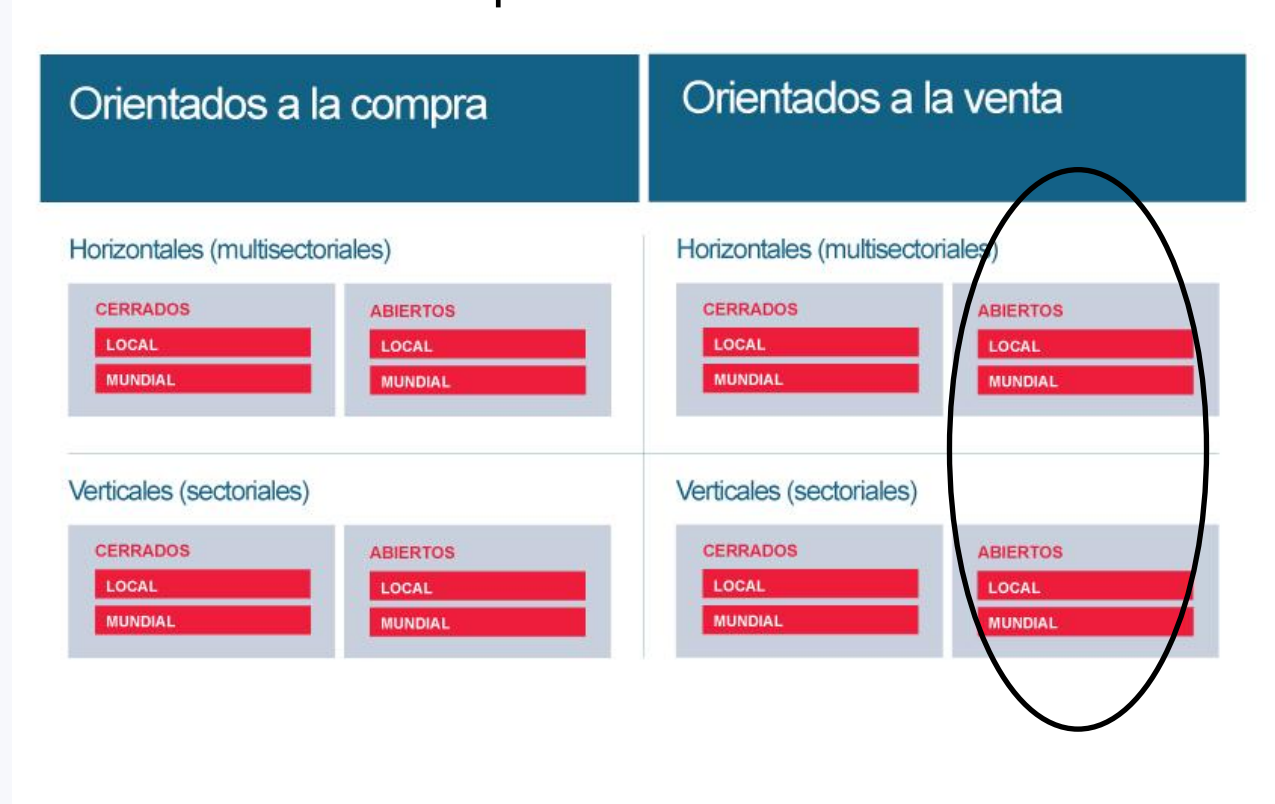 Orientados a la compra
Orientados a la venta
Horizontales (multisectoriales)
CERRADOS
LOCAL
MUNDIAL
ABIERTOS
LOCAL
MUNDIAL
Horizontales (multisectoriales)
CERRADOS
LOCAL
MUNDIAL
ABIERTOS
LOCAL
MUNDIAL
Verticales (sectoriales)
CERRADOS
LOCAL
MUNDIAL
ABIERTOS
LOCAL
MUNDIAL
Verticales (sectoriales)
CERRADOS
LOCAL
MUNDIAL
ABIERTOS
LOCAL
MUNDIAL